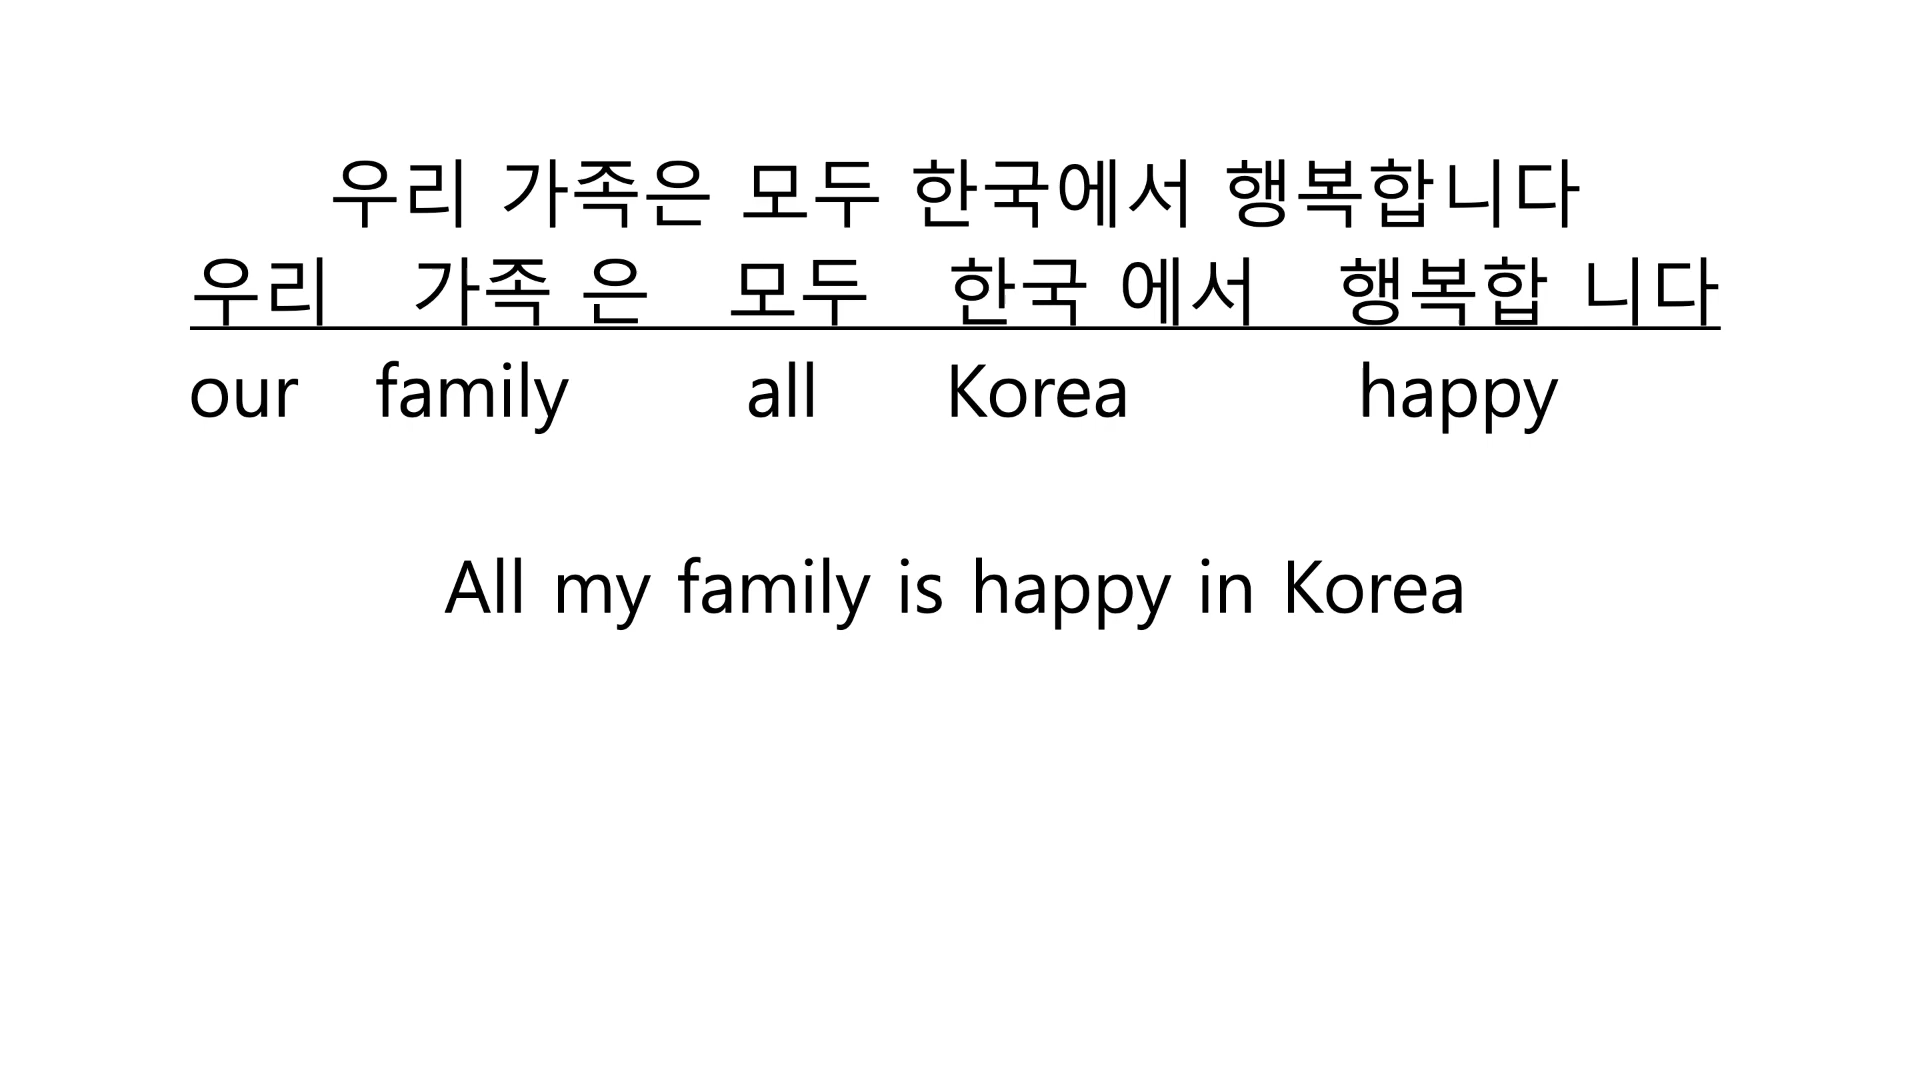 우리 가족은 모두 한국에서 행복합니다
우리 가족 은 모두 한국 에서 행복합 니다
our family all Korea happy
All my family is happy in Korea